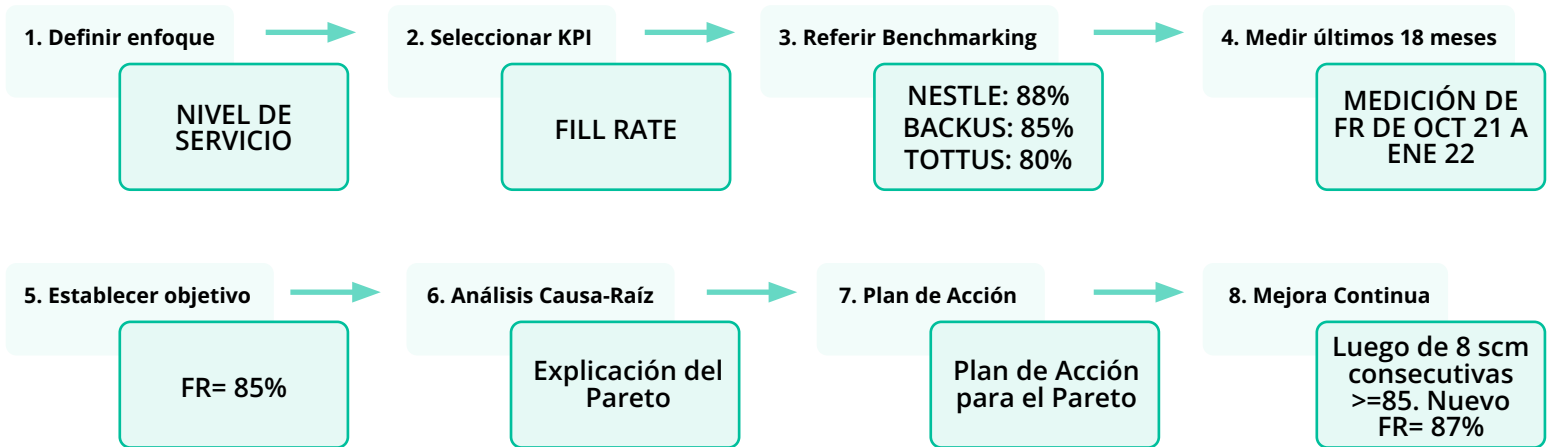 1. Definir enfoque
NIVEL DE
SERVICIO
2. Seleccionar KPI
FILL RATE
3. Referir Benchmarking
NESTLE: 88%
BACKUS: 85%
TOTTUS: 80%
4. Medir últimos 18 meses
MEDICIÓN DE
FR DE OCT 21 A
ENE 22
5. Establecer objetivo
FR= 85%
6. Análisis Causa-Raíz
Explicación del
Pareto
7. Plan de Acción
Plan de Acción
para el Pareto
8. Mejora Continua
Luego de 8 scm
consecutivas
>=85. Nuevo
FR= 87%